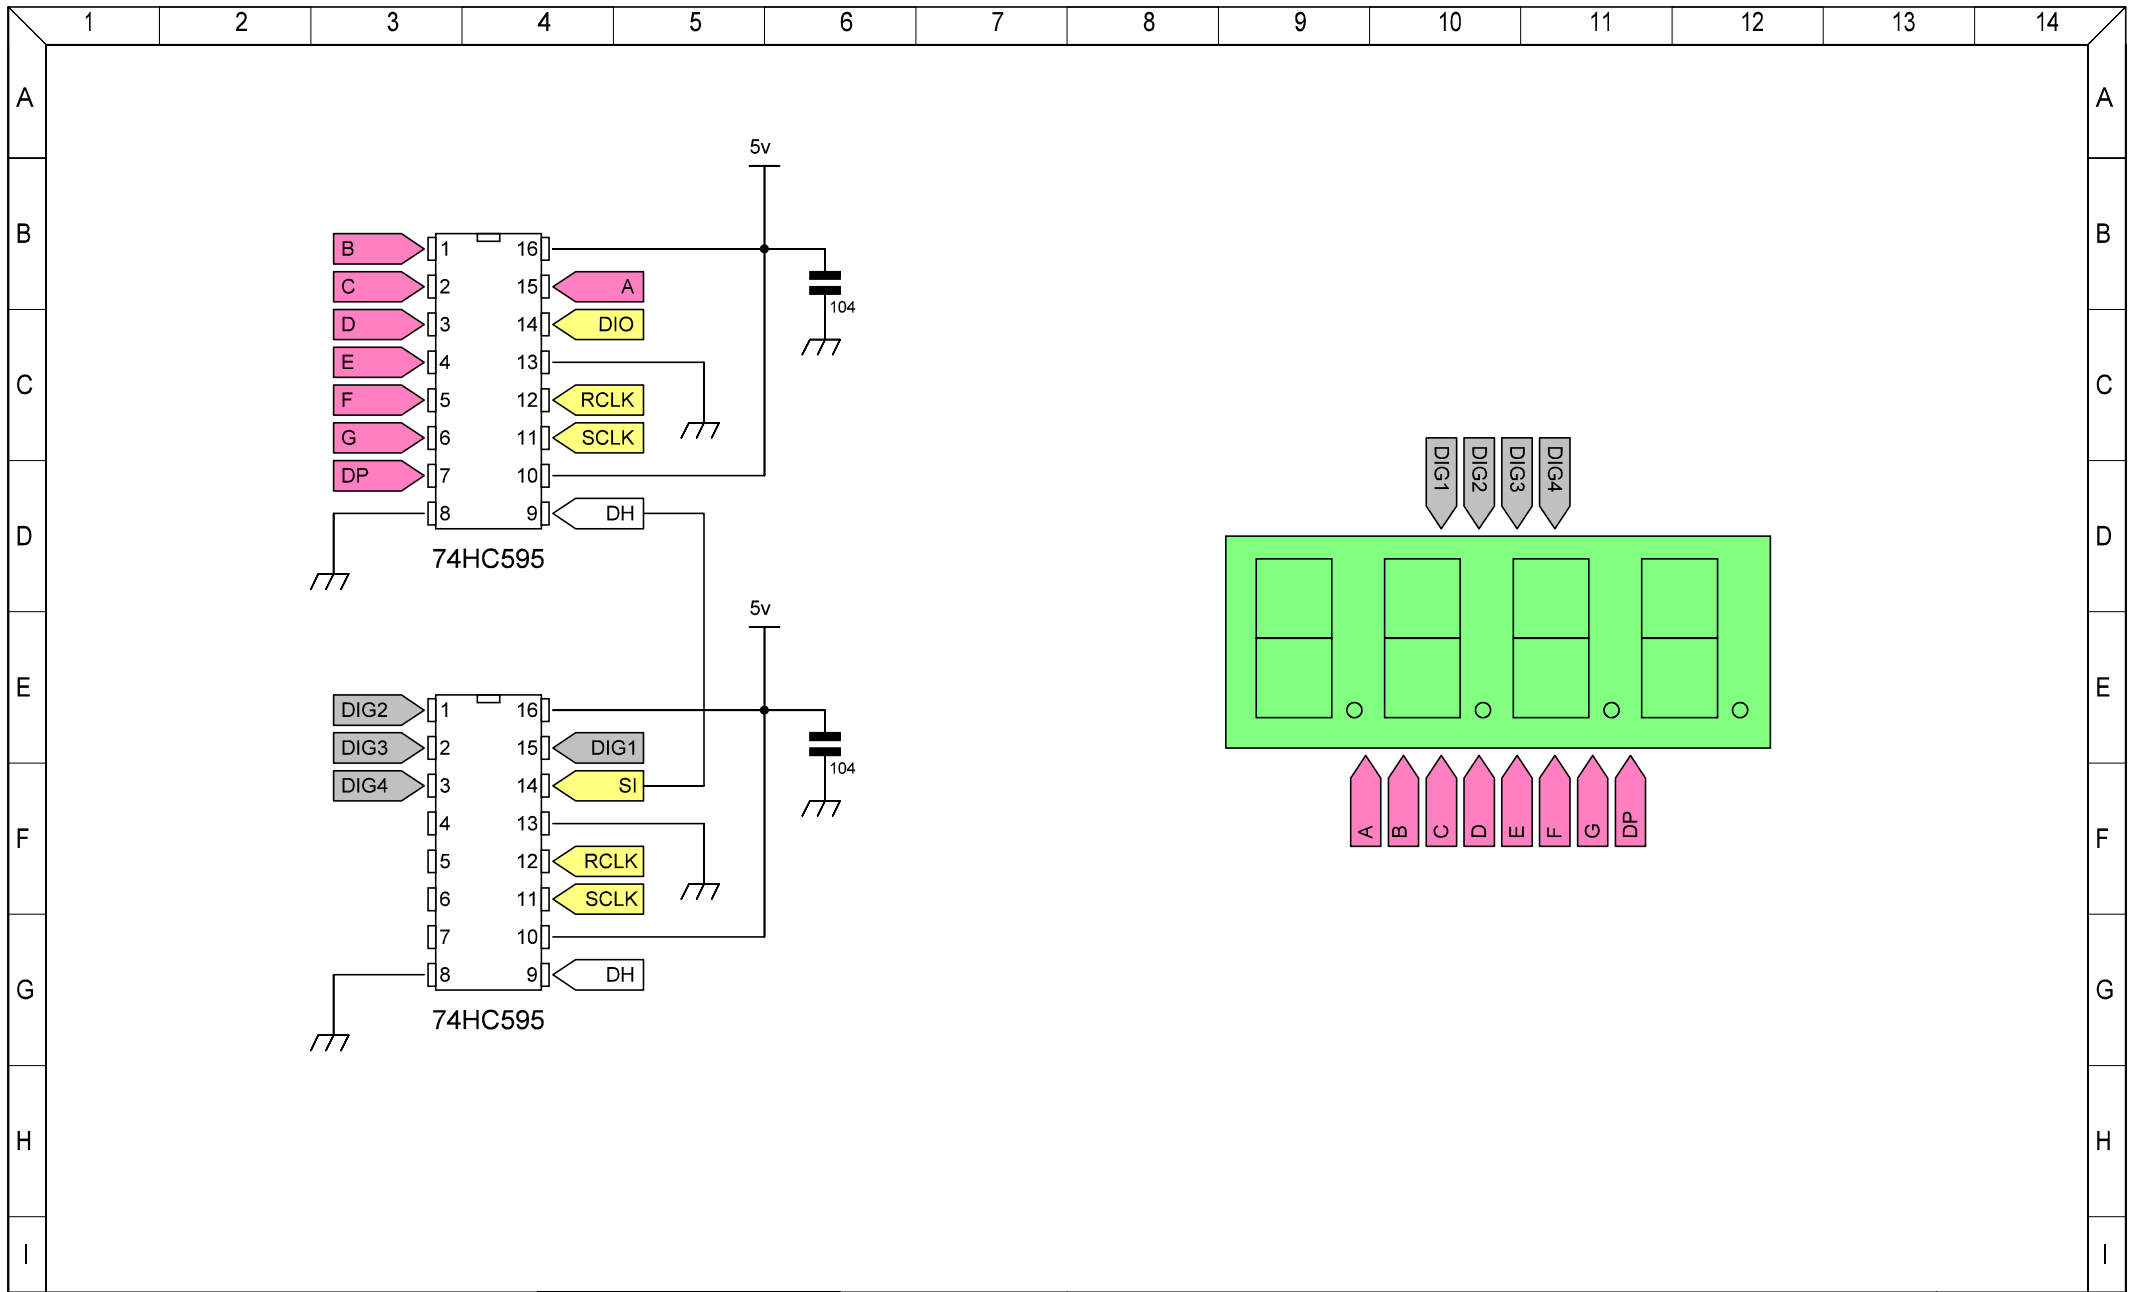 1 2 3 4 5 6 7 8 9 10 11 12 13 14
A A
5v
B B
B 1 16
C 2 15 A
104
D 3 14 DIO
E 4 13
C C
F 5 12 RCLK
G 6 11 SCLK
DP 7 10
DIG1 DIG2 DIG3 DIG4
8 9 DH
D D
74HC595
5v
E E
DIG2 1 16
DIG3 2 15 DIG1
104
DIG4 3 14 SI
4 13
A B C D E F G DP
F F
5 12 RCLK
6 11 SCLK
7 10
8 9 DH
G G
74HC595
H H
I I